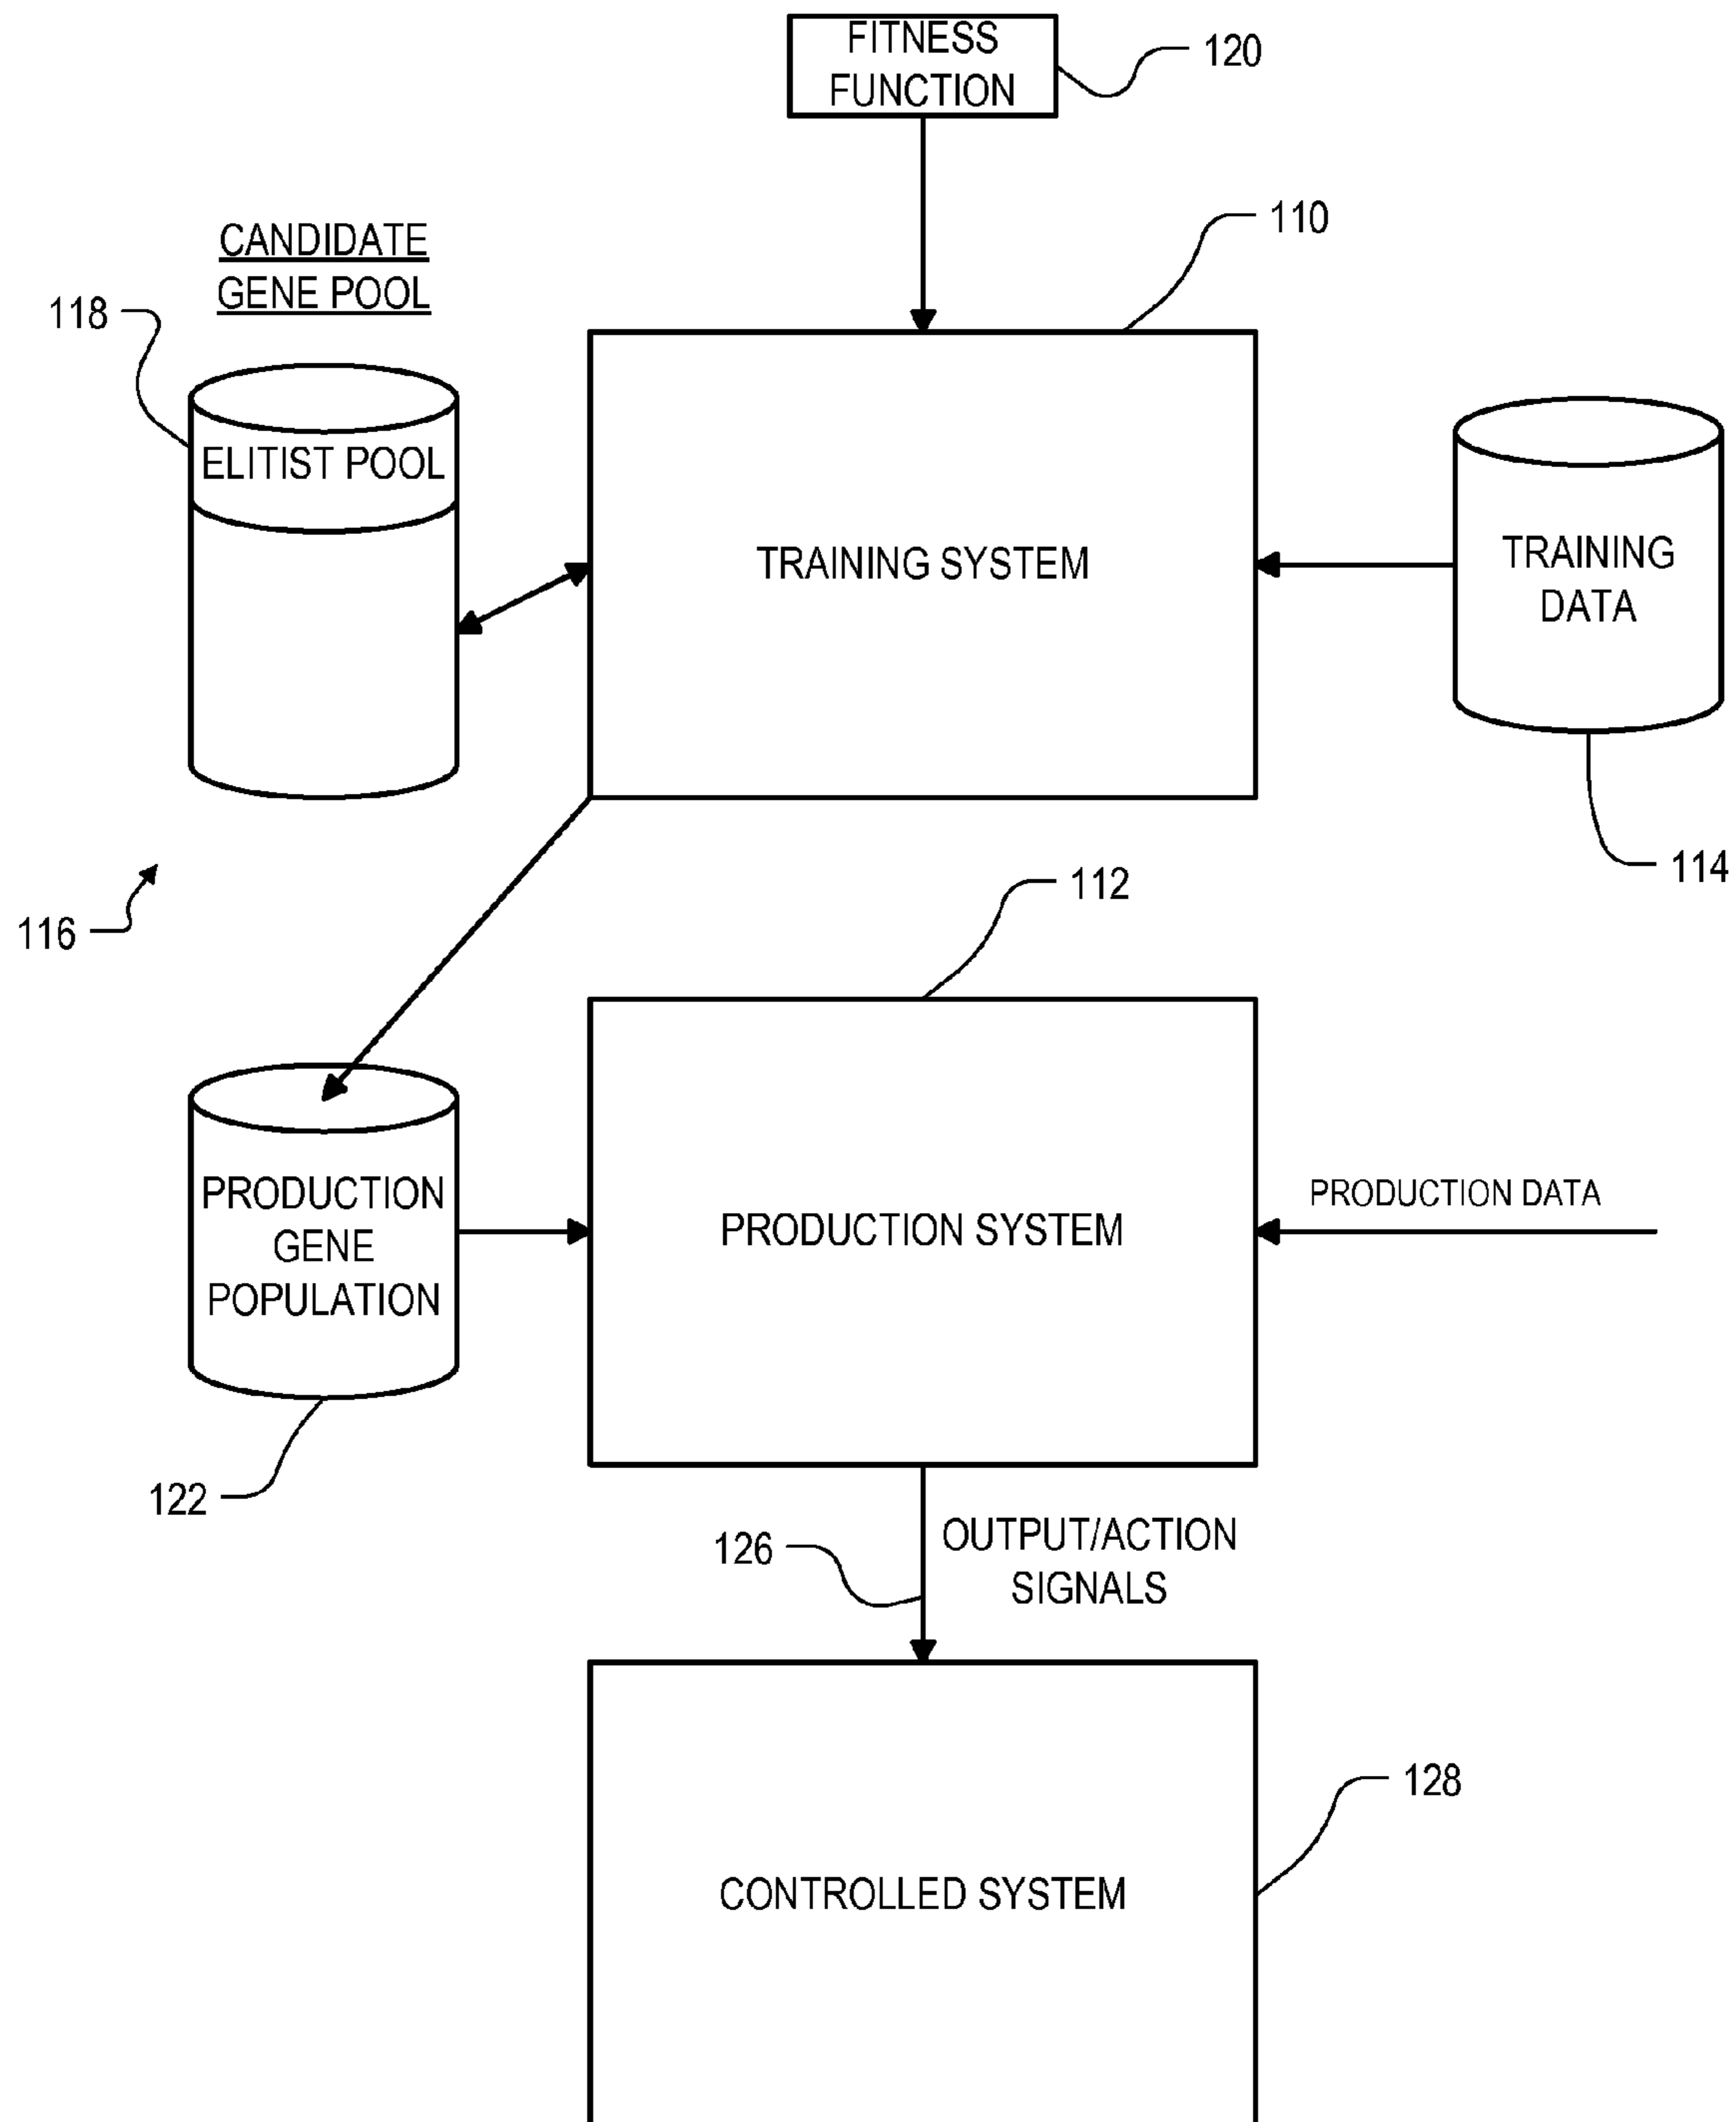 FITNESS
FUNCTION
120
110
CANDIDATE
GENE POOL
118
ELITIST POOL
TRAINING SYSTEM
TRAINING
DATA
114
116
112
PRODUCTION
GENE
POPULATION
PRODUCTION SYSTEM
PRODUCTION DATA
122
126
OUTPUT/ACTION
SIGNALS
128
CONTROLLED SYSTEM